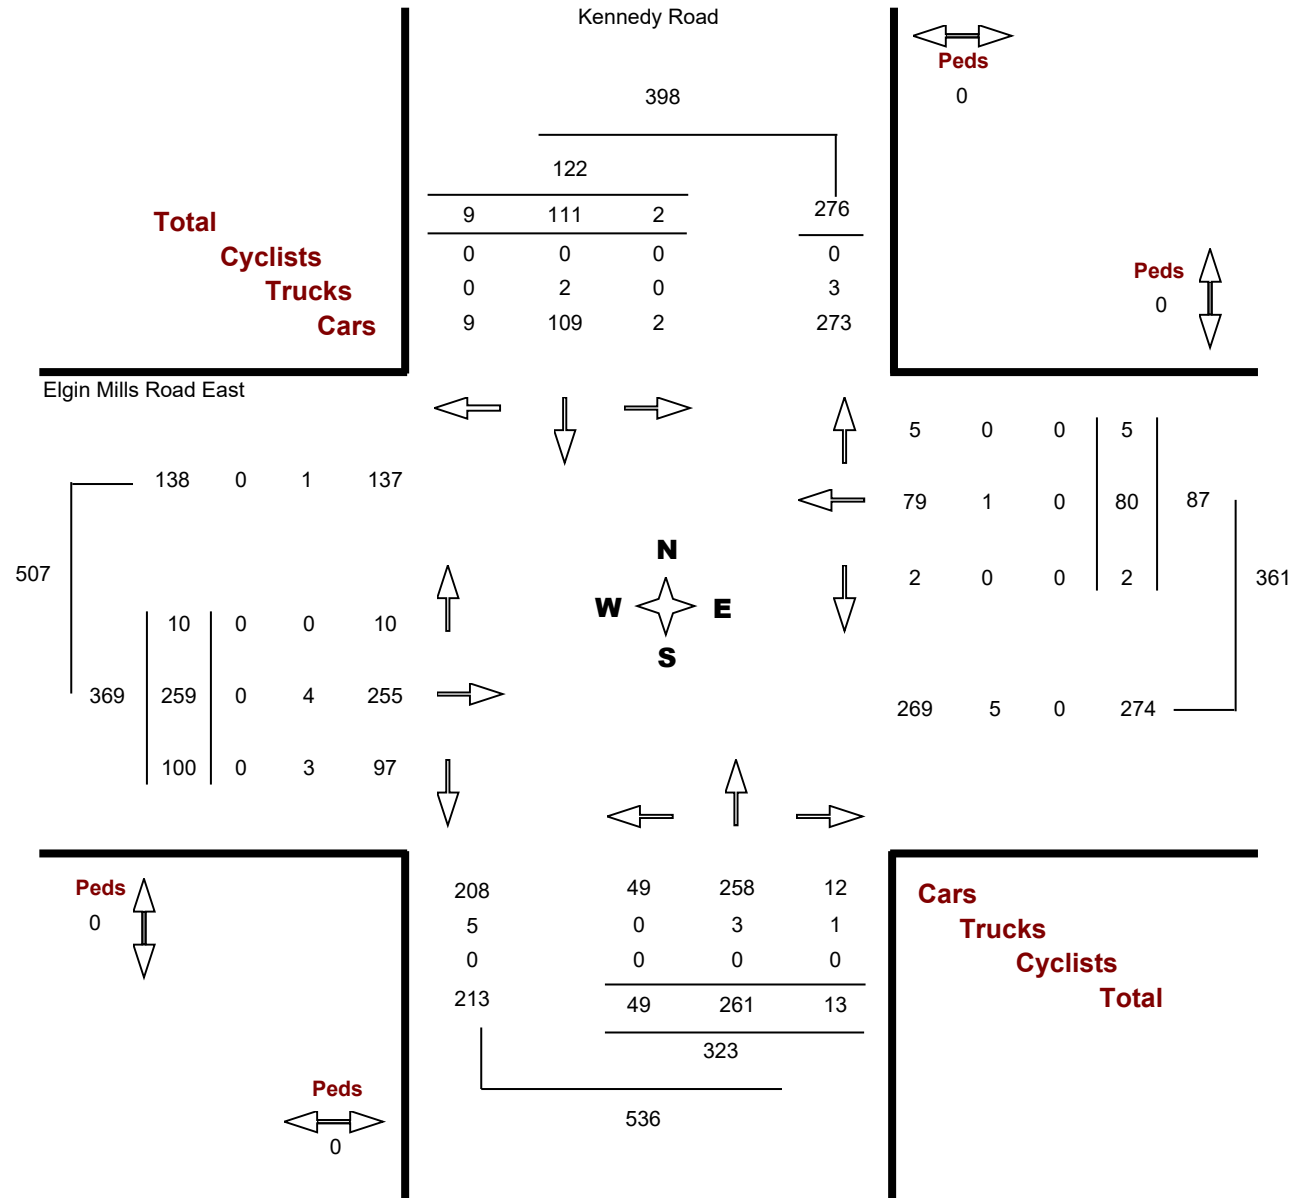 Kennedy Road
Peds
0
398
122
9 111 2 276
Total
0 0 0 0
Cyclists
0 2 0 3
Trucks
9 109 2 273
Cars
Peds
0
Elgin Mills Road East
5 0 0 5
138 0 1 137
79 1 0 80 87
N
507
2 0 0 2 361
W E
10 0 0 10
S
369 259 0 4 255
269 5 0 274
100 0 3 97
Peds
0
208 49 258 12
5 0 3 1
0 0 0 0
213 49 261 13
323
536
Cars
Trucks
Cyclists
Total
Peds
0